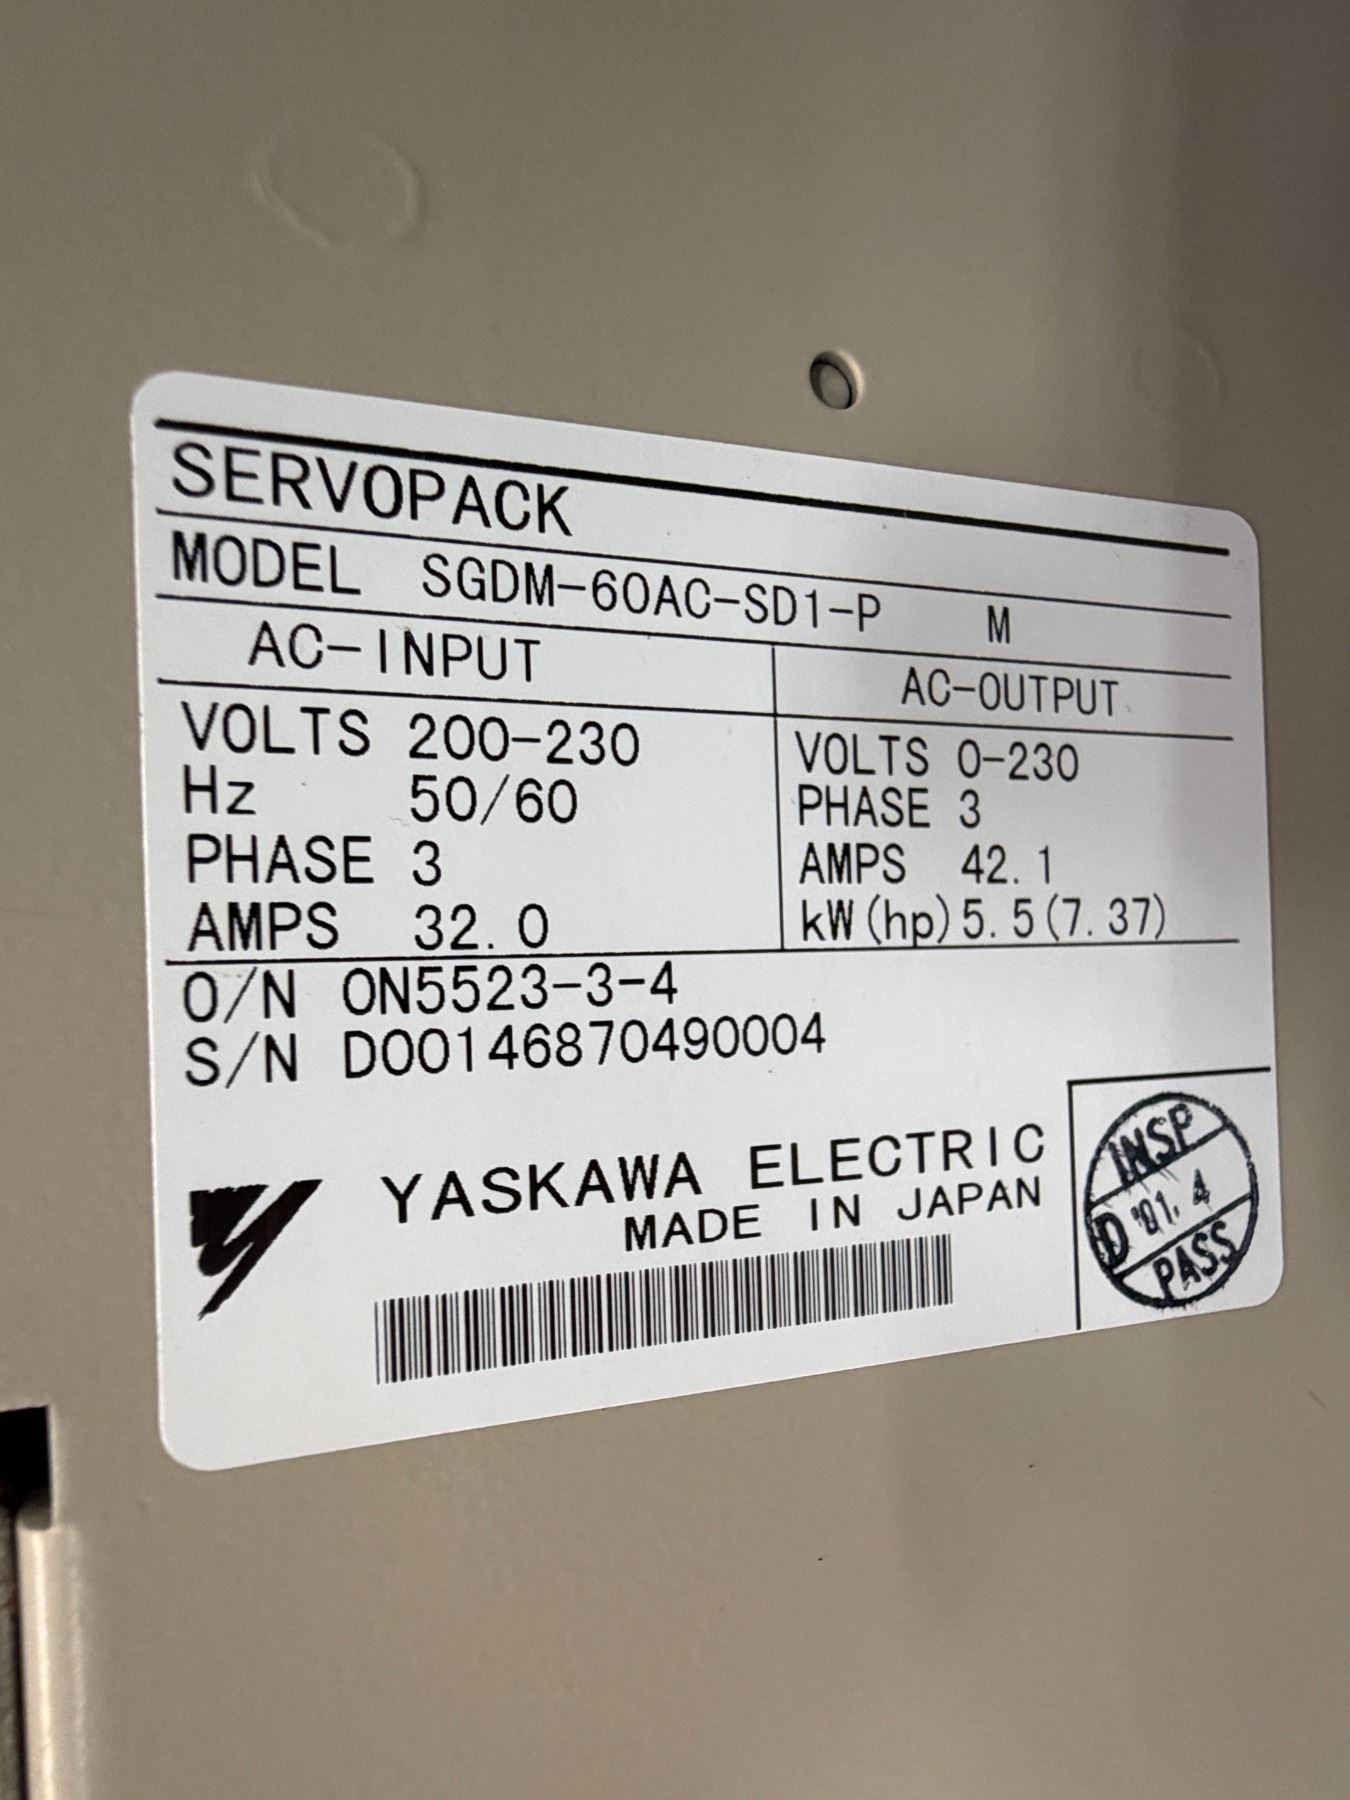 SERVOPACK
MODEL SGDM-60AC-SD1-P M
AC-INPUT
VOLTS 200-230
Hz 50/60
PHASE 3
AMPS 32.0
AC-OUTPUT
VOLTS 0-230
PHASE 3
AMPS 42.1
kW(hp) 5.5(7.37)
O/N ON5523-3-4
S/N D00146870490004
YASKAWA ELECTRIC
MADE IN JAPAN
INSP
D '01.4
PASS